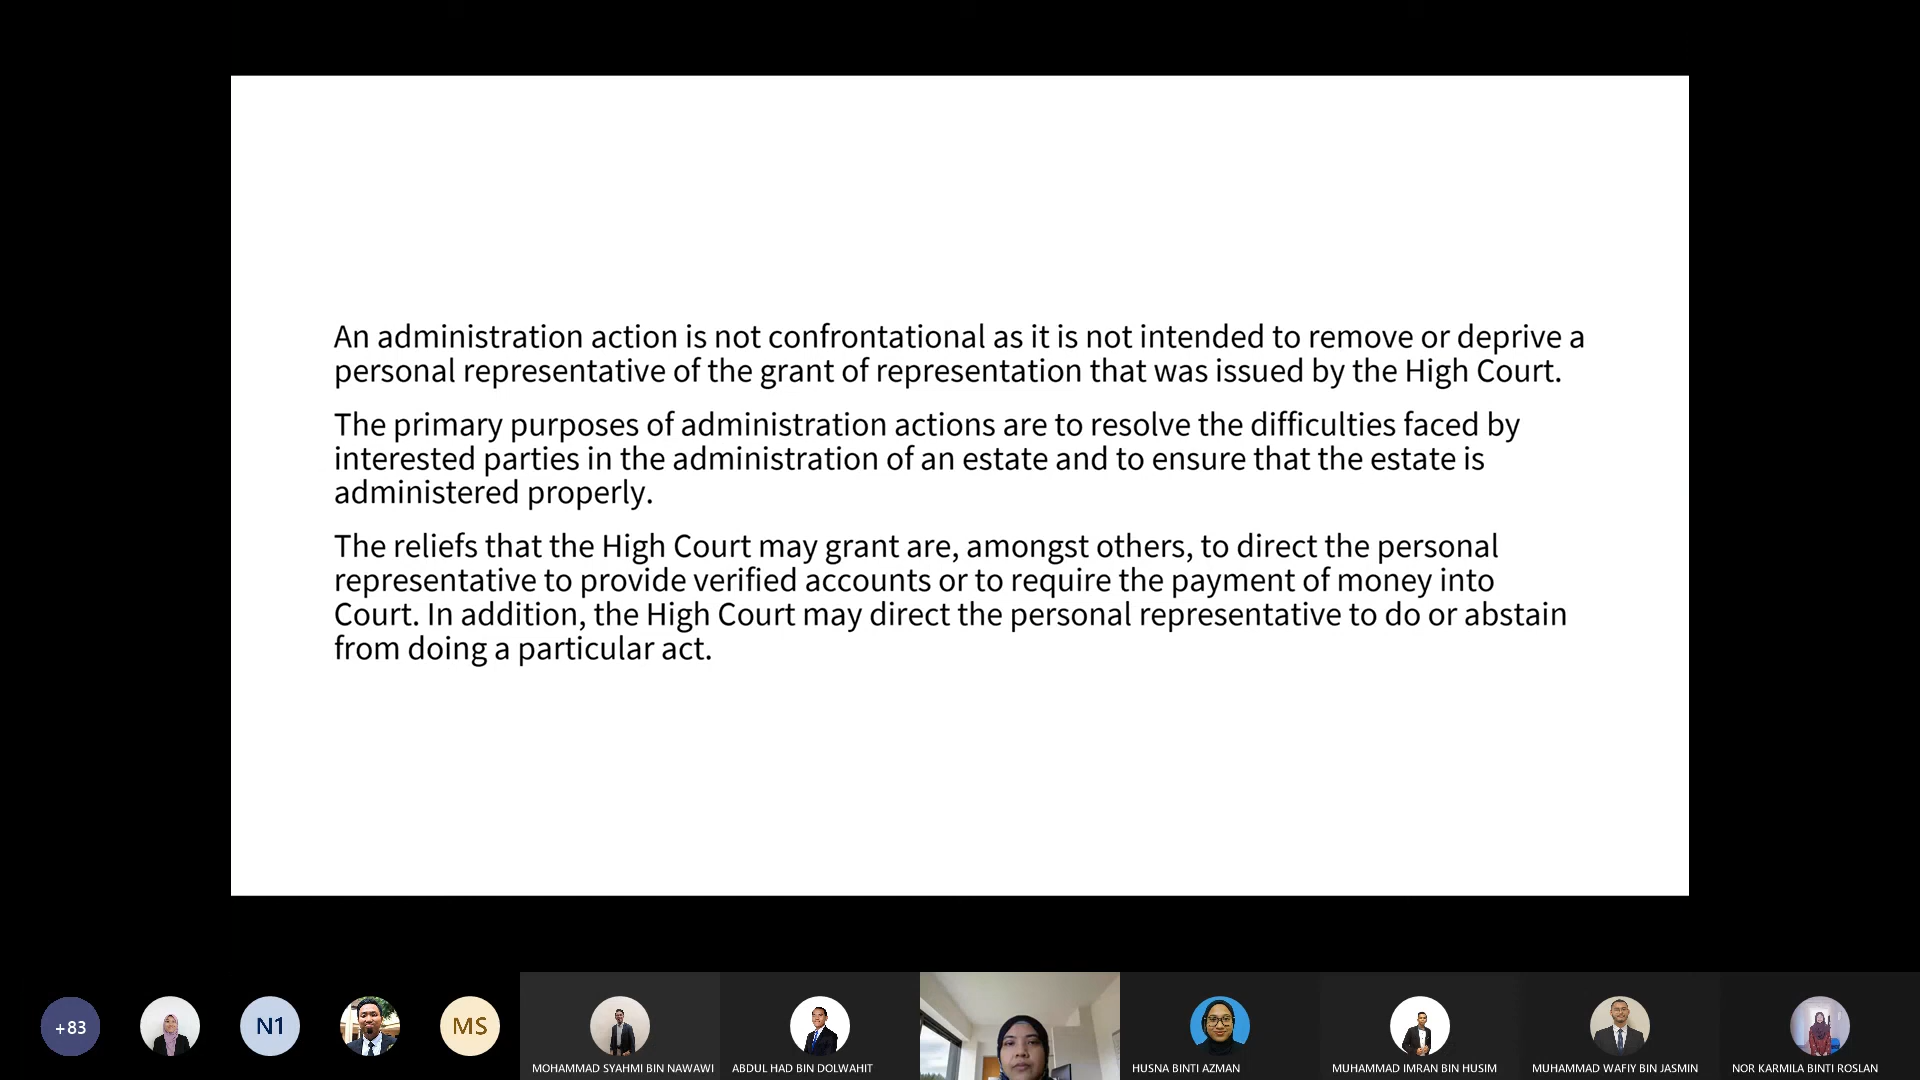 An administration action is not confrontational as it is not intended to remove or deprive a
personal representative of the grant of representation that was issued by the High Court.
The primary purposes of administration actions are to resolve the difficulties faced by
interested parties in the administration of an estate and to ensure that the estate is
administered properly.
The reliefs that the High Court may grant are, amongst others, to direct the personal
representative to provide verified accounts or to require the payment of money into
Court. In addition, the High Court may direct the personal representative to do or abstain
from doing a particular act.
+83
N1
MS
MOHAMMAD SYAHMI BIN NAWAWI
ABDUL HAD BIN DOLWAHIT
HUSNA BINTI AZMAN
MUHAMMAD IMRAN BIN HUSIM
MUHAMMAD WAFIY BIN JASMIN
NOR KARMILA BINTI ROSLAN